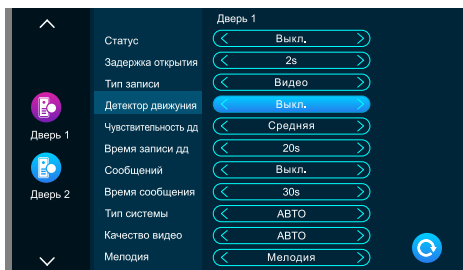 Дверь 1
Статус Выкл.
Задержка открытия 2s
Тип записи Видео
Детектор движуния Выкл.
Чувствительность дд Средняя
Время записи дд 20s
Сообщений Выкл.
Время сообщения 30s
Тип системы АВТО
Качество видео АВТО
Мелодия Мелодия
Дверь 1
Дверь 2